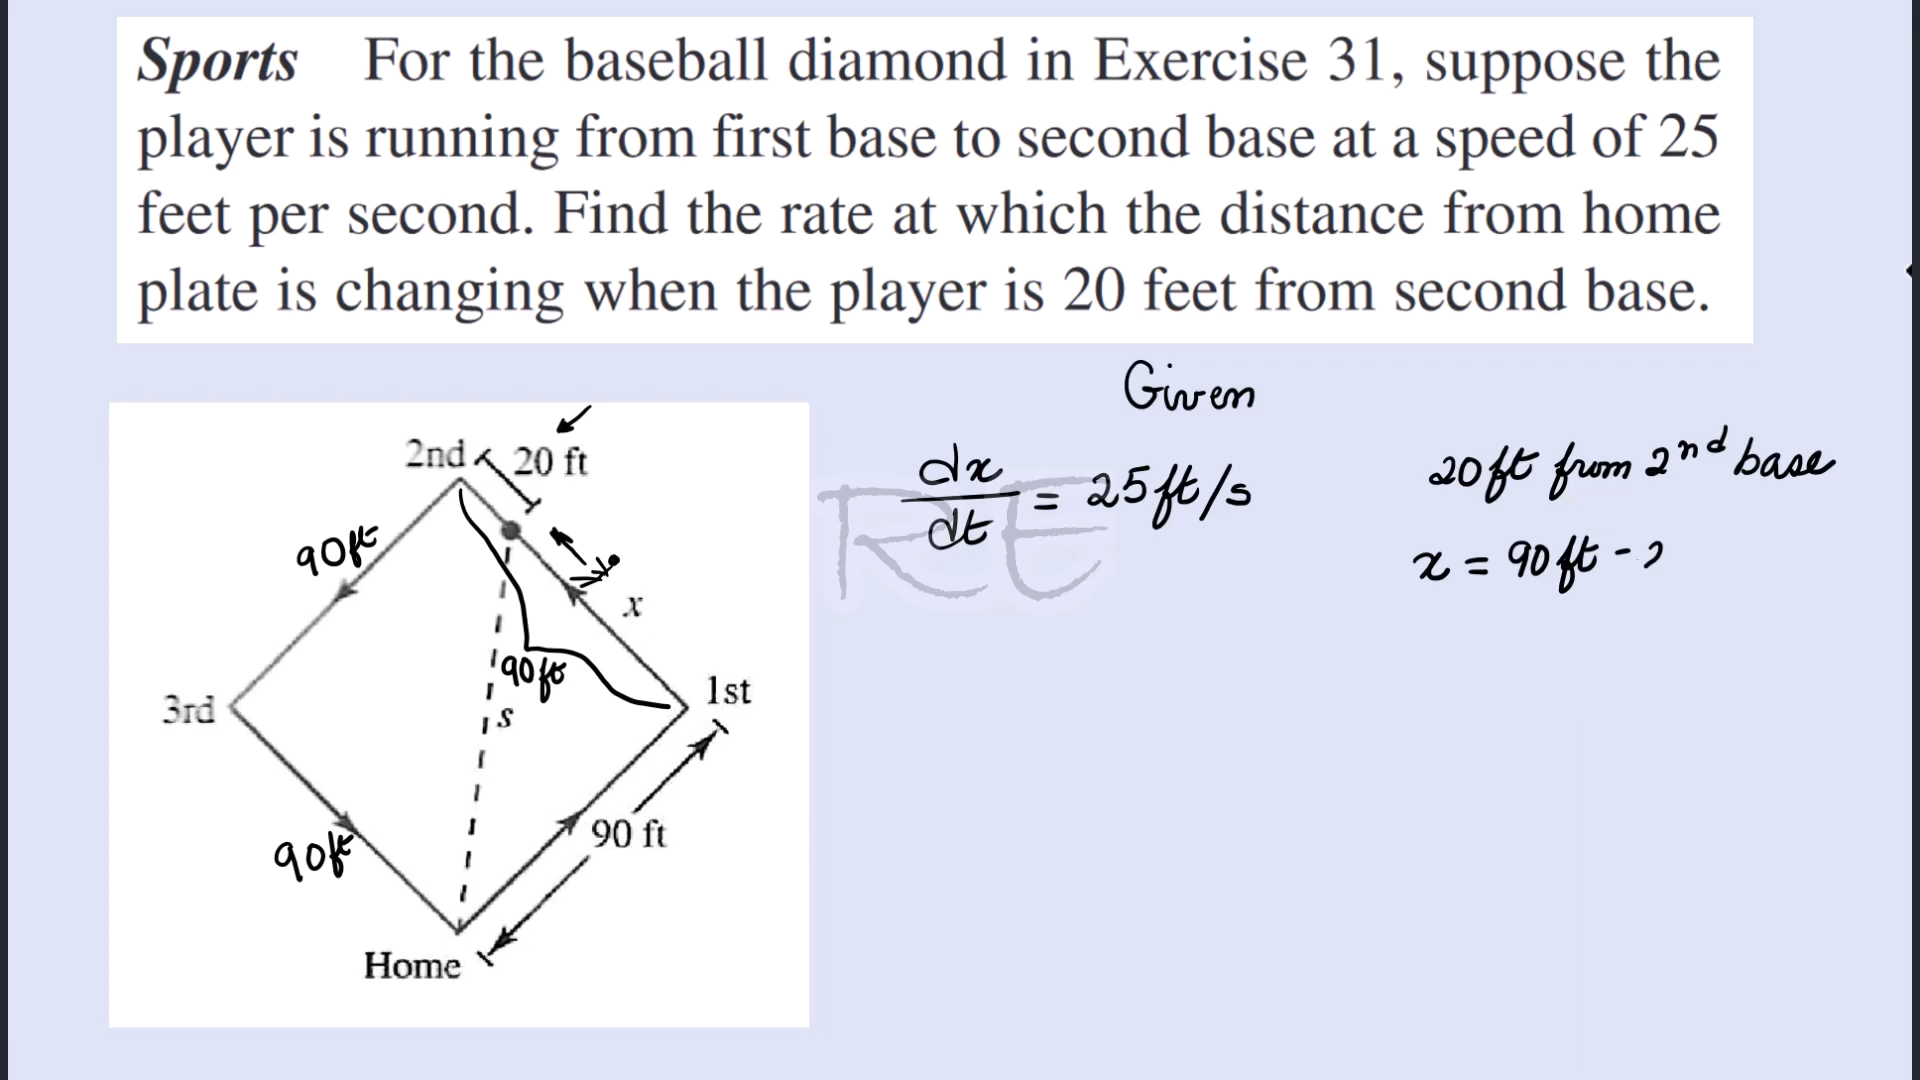 Sports For the baseball diamond in Exercise 31, suppose the
player is running from first base to second base at a speed of 25
feet per second. Find the rate at which the distance from home
plate is changing when the player is 20 feet from second base.
Given
dx/dt = 25ft/s
20ft from 2nd base
x = 90ft -
2nd
20 ft
90ft
x
90ft
s
3rd
1st
90ft
90 ft
Home
RE